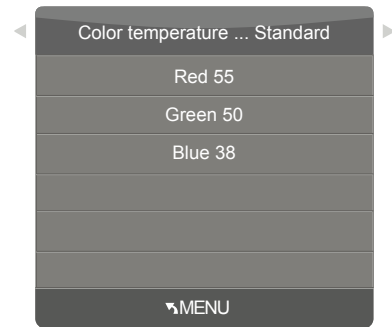 Color temperature ... Standard
Red 55
Green 50
Blue 38
MENU